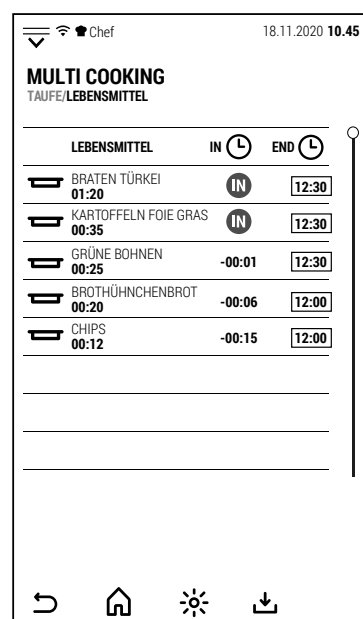 Chef 18.11.2020 10.45
MULTI COOKING
TAUFE/LEBENSMITTEL
LEBENSMITTEL IN END
BRATEN TÜRKEI
01:20 IN 12:30
KARTOFFELN FOIE GRAS
00:35 IN 12:30
GRÜNE BOHNEN
00:25 -00:01 12:30
BROTHÜHNCHENBROT
00:20 -00:06 12:00
CHIPS
00:12 -00:15 12:00